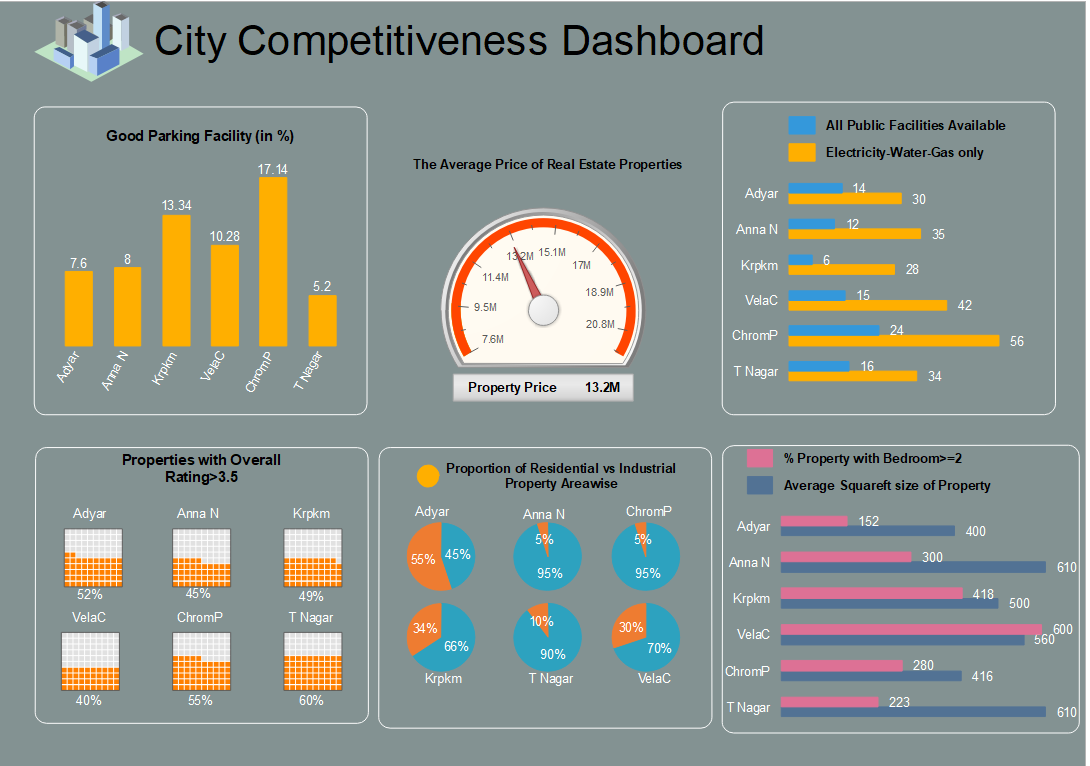 City Competitiveness Dashboard
Good Parking Facility (in %)
7.6
8
13.34
10.28
17.14
5.2
Adyar
Anna N
Krpkm
VelaC
ChromP
T Nagar
The Average Price of Real Estate Properties
7.6M
9.5M
11.4M
13.2M
15.1M
17M
18.9M
20.8M
Property Price 13.2M
All Public Facilities Available
Electricity-Water-Gas only
Adyar 14 30
Anna N 12 35
Krpkm 6 28
VelaC 15 42
ChromP 24 56
T Nagar 16 34
Properties with Overall
Rating>3.5
Adyar Anna N Krpkm
52% 45% 49%
VelaC ChromP T Nagar
40% 55% 60%
Proportion of Residential vs Industrial
Property Areawise
Adyar Anna N ChromP
55% 45% 5% 95% 5% 95%
34% 66% 10% 90% 30% 70%
Krpkm T Nagar VelaC
% Property with Bedroom>=2
Average Squareft size of Property
Adyar 152 400
Anna N 300 610
Krpkm 418 500
VelaC 600 560
ChromP 280 416
T Nagar 223 610